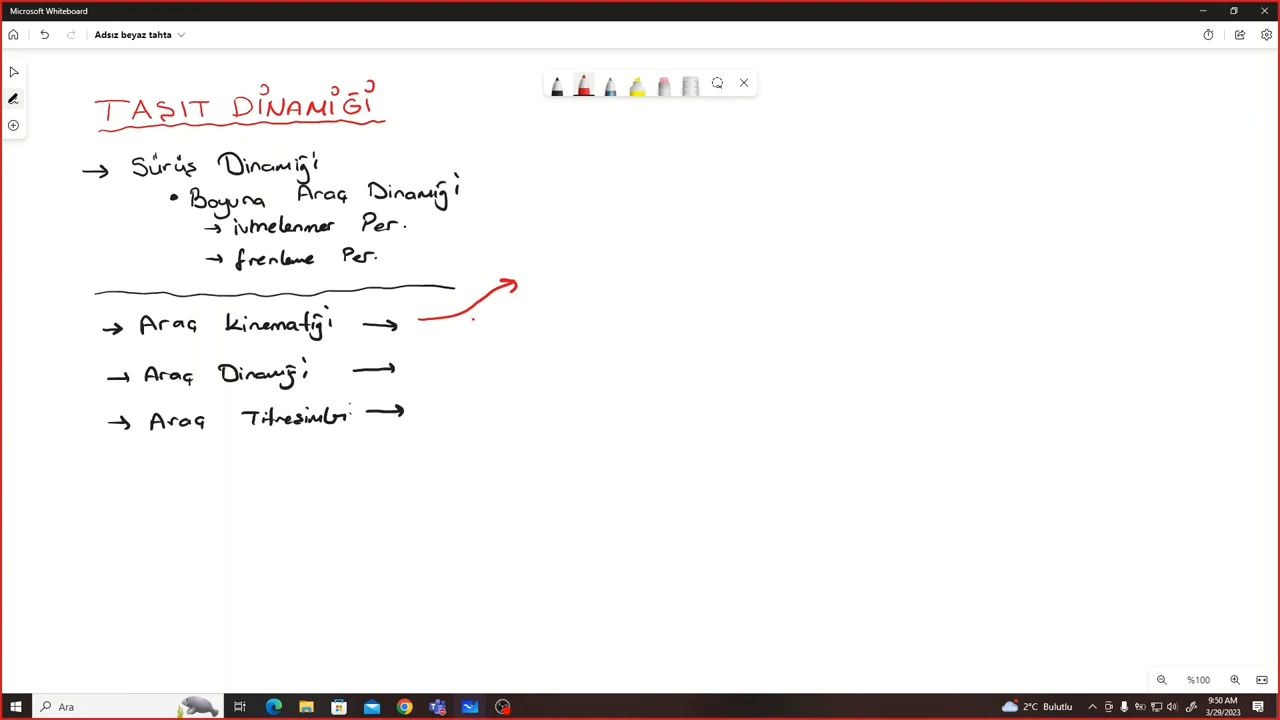 Microsoft Whiteboard
Adsız beyaz tahta
TAŞIT DİNAMİĞİ
→ Sürüş Dinamiği
• Boyuna Araç Dinamiği
→ ivmelenmer Per.
→ frenleme Per.
→ Araç Kinematiği →
→ Araç Dinamiği →
→ Araç Titreşimleri →
%100
Ara
2°C Bulutlu
9:50 AM
3/29/2023